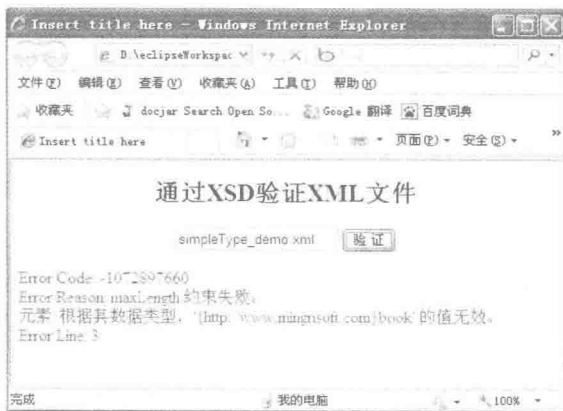 Insert title here - Windows Internet Explorer
D:\eclipseWorkspac
文件(F) 编辑(E) 查看(V) 收藏夹(A) 工具(T) 帮助(H)
收藏夹 docjar Search Open So... Google 翻译 百度词典
Insert title here 页面(P) 安全(S) »
通过XSD验证XML文件
simpleType_demo.xml 验证
Error Code: -1072897660
Error Reason: maxLength 约束失败。
元素 根据其数据类型，'{http://www.mingrisoft.com}book' 的值无效。
Error Line: 3
完成 我的电脑 100%